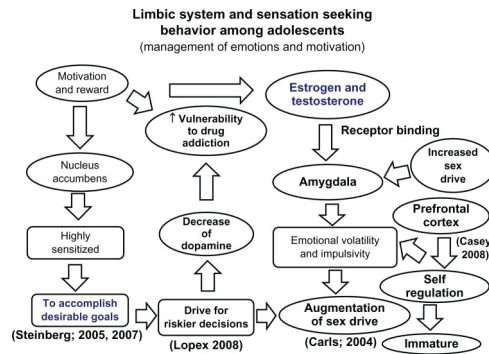 Limbic system and sensation seeking
behavior among adolescents
(management of emotions and motivation)
Motivation
and reward
Estrogen and
testosterone
↑ Vulnerability
to drug
addiction
Receptor binding
Increased
sex
drive
Nucleus
accumbens
Amygdala
Prefrontal
cortex
(Casey
2008)
Highly
sensitized
Decrease
of
dopamine
Emotional volatility
and impulsivity
Self
regulation
To accomplish
desirable goals
(Steinberg; 2005, 2007)
Drive for
riskier decisions
(Lopex 2008)
Augmentation
of sex drive
(Carls; 2004)
Immature